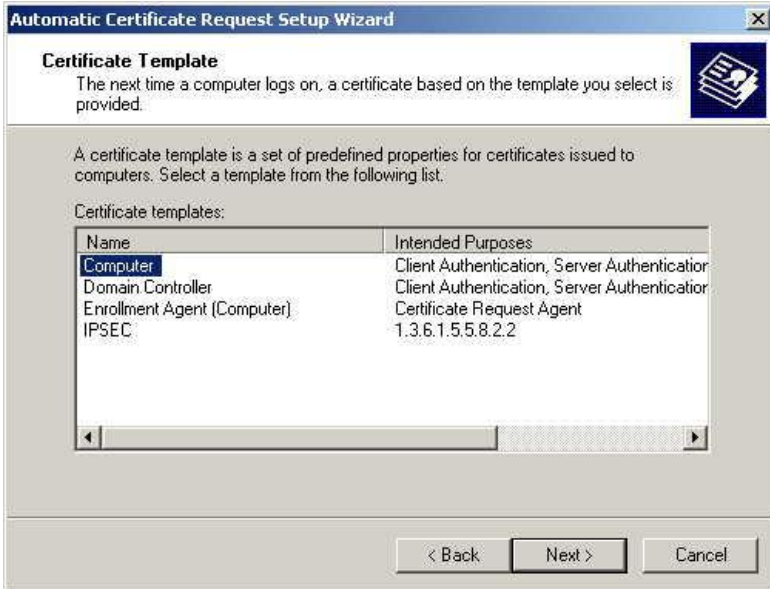 Automatic Certificate Request Setup Wizard
Certificate Template
The next time a computer logs on, a certificate based on the template you select is
provided.
A certificate template is a set of predefined properties for certificates issued to
computers. Select a template from the following list.
Certificate templates:
Name Intended Purposes
Computer Client Authentication, Server Authentication
Domain Controller Client Authentication, Server Authentication
Enrollment Agent (Computer) Certificate Request Agent
IPSEC 1.3.6.1.5.5.8.2.2
< Back Next > Cancel